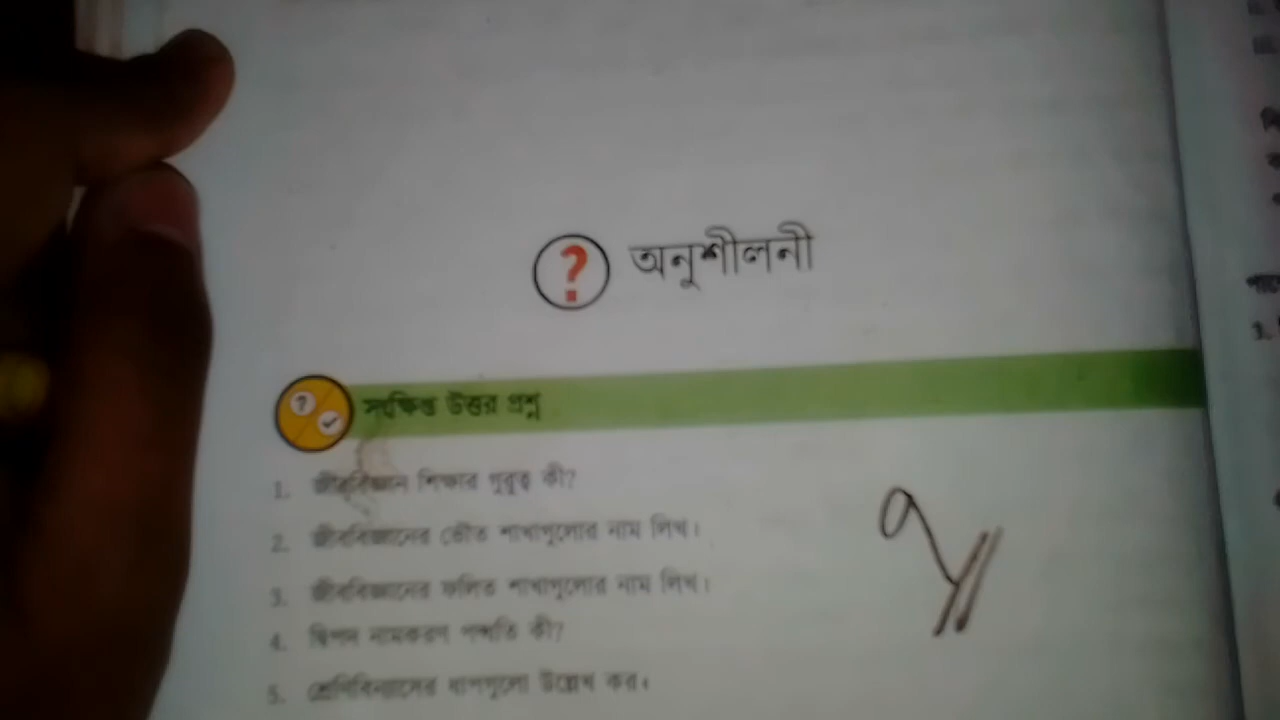 ?
অনুশীলনী
সংক্ষিপ্ত উত্তর প্রশ্ন
1. জীববিজ্ঞান শিক্ষার গুরুত্ব কী?
2. জীববিজ্ঞানের ভৌত শাখাগুলোর নাম লিখ।
3. জীববিজ্ঞানের ফলিত শাখাগুলোর নাম লিখ।
4. দ্বিপদ নামকরণ পদ্ধতি কী?
5. শ্রেণিবিন্যাসের ধাপগুলো উল্লেখ কর।